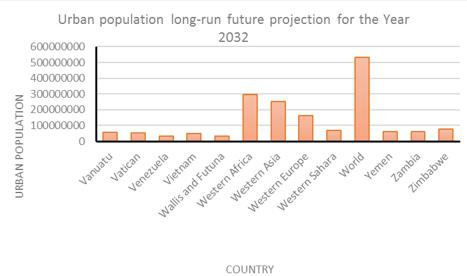 Urban population long-run future projection for the Year
2032
600000000
500000000
400000000
300000000
200000000
100000000
0
URBAN POPULATION
Vanuatu
Vatican
Venezuela
Vietnam
Wallis and Futuna
Western Africa
Western Asia
Western Europe
Western Sahara
World
Yemen
Zambia
Zimbabwe
COUNTRY